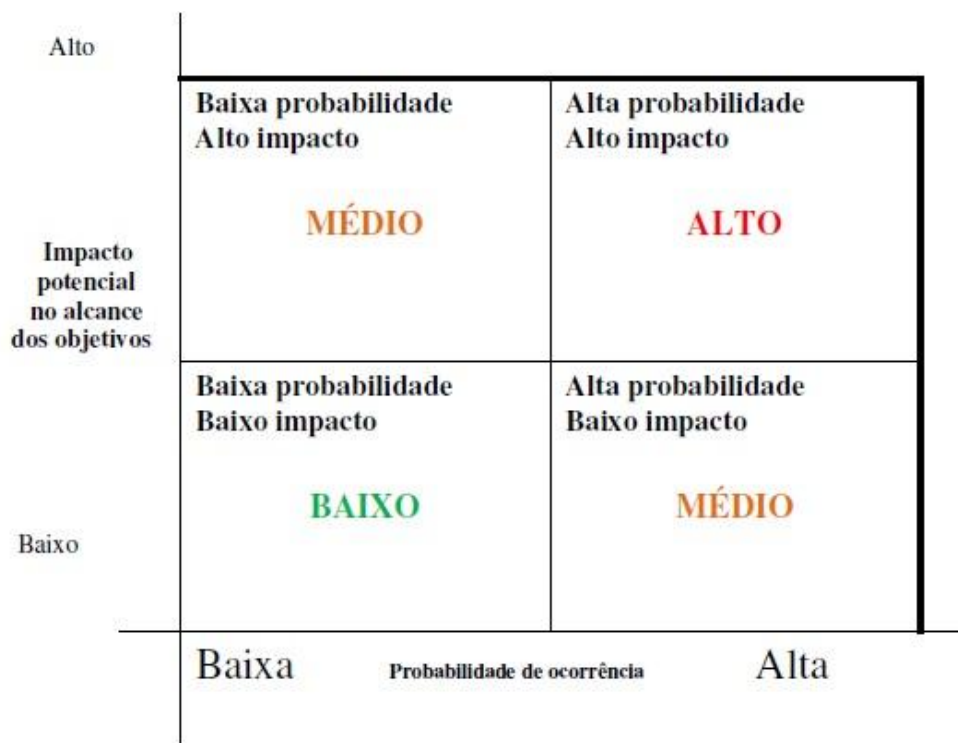 Alto
Baixa probabilidade
Alto impacto
MÉDIO
Alta probabilidade
Alto impacto
ALTO
Impacto
potencial
no alcance
dos objetivos
Baixa probabilidade
Baixo impacto
BAIXO
Alta probabilidade
Baixo impacto
MÉDIO
Baixo
Baixa
Probabilidade de ocorrência
Alta